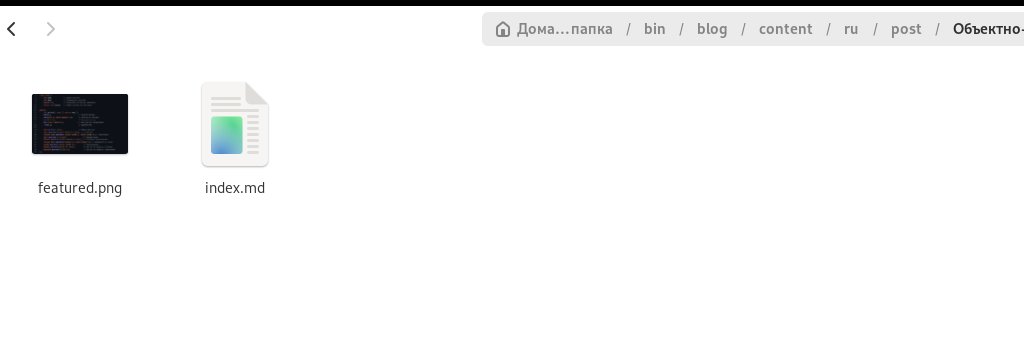 Дома...папка / bin / blog / content / ru / post / Объектно-
featured.png
index.md